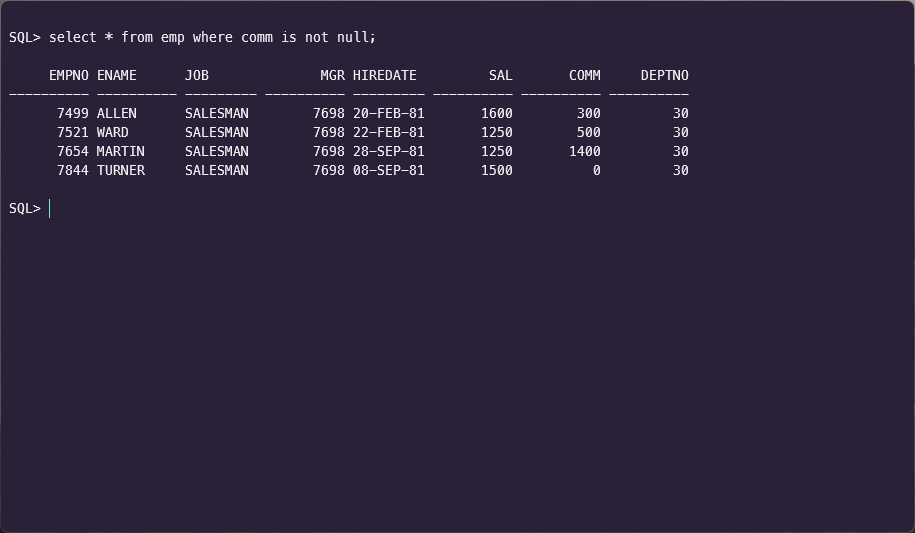 SQL> select * from emp where comm is not null;
     EMPNO ENAME      JOB              MGR HIREDATE         SAL       COMM     DEPTNO
---------- ---------- --------- ---------- --------- ---------- ---------- ----------
      7499 ALLEN      SALESMAN        7698 20-FEB-81       1600        300         30
      7521 WARD       SALESMAN        7698 22-FEB-81       1250        500         30
      7654 MARTIN     SALESMAN        7698 28-SEP-81       1250       1400         30
      7844 TURNER     SALESMAN        7698 08-SEP-81       1500          0         30
SQL>